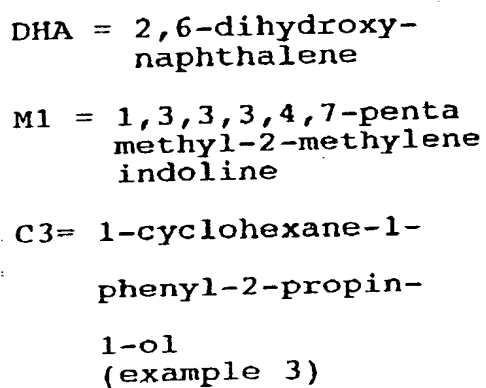 DHA = 2,6-dihydroxy-
naphthalene
M1 = 1,3,3,3,4,7-penta
methyl-2-methylene
indoline
C3= 1-cyclohexane-1-
phenyl-2-propin-
1-ol
(example 3)